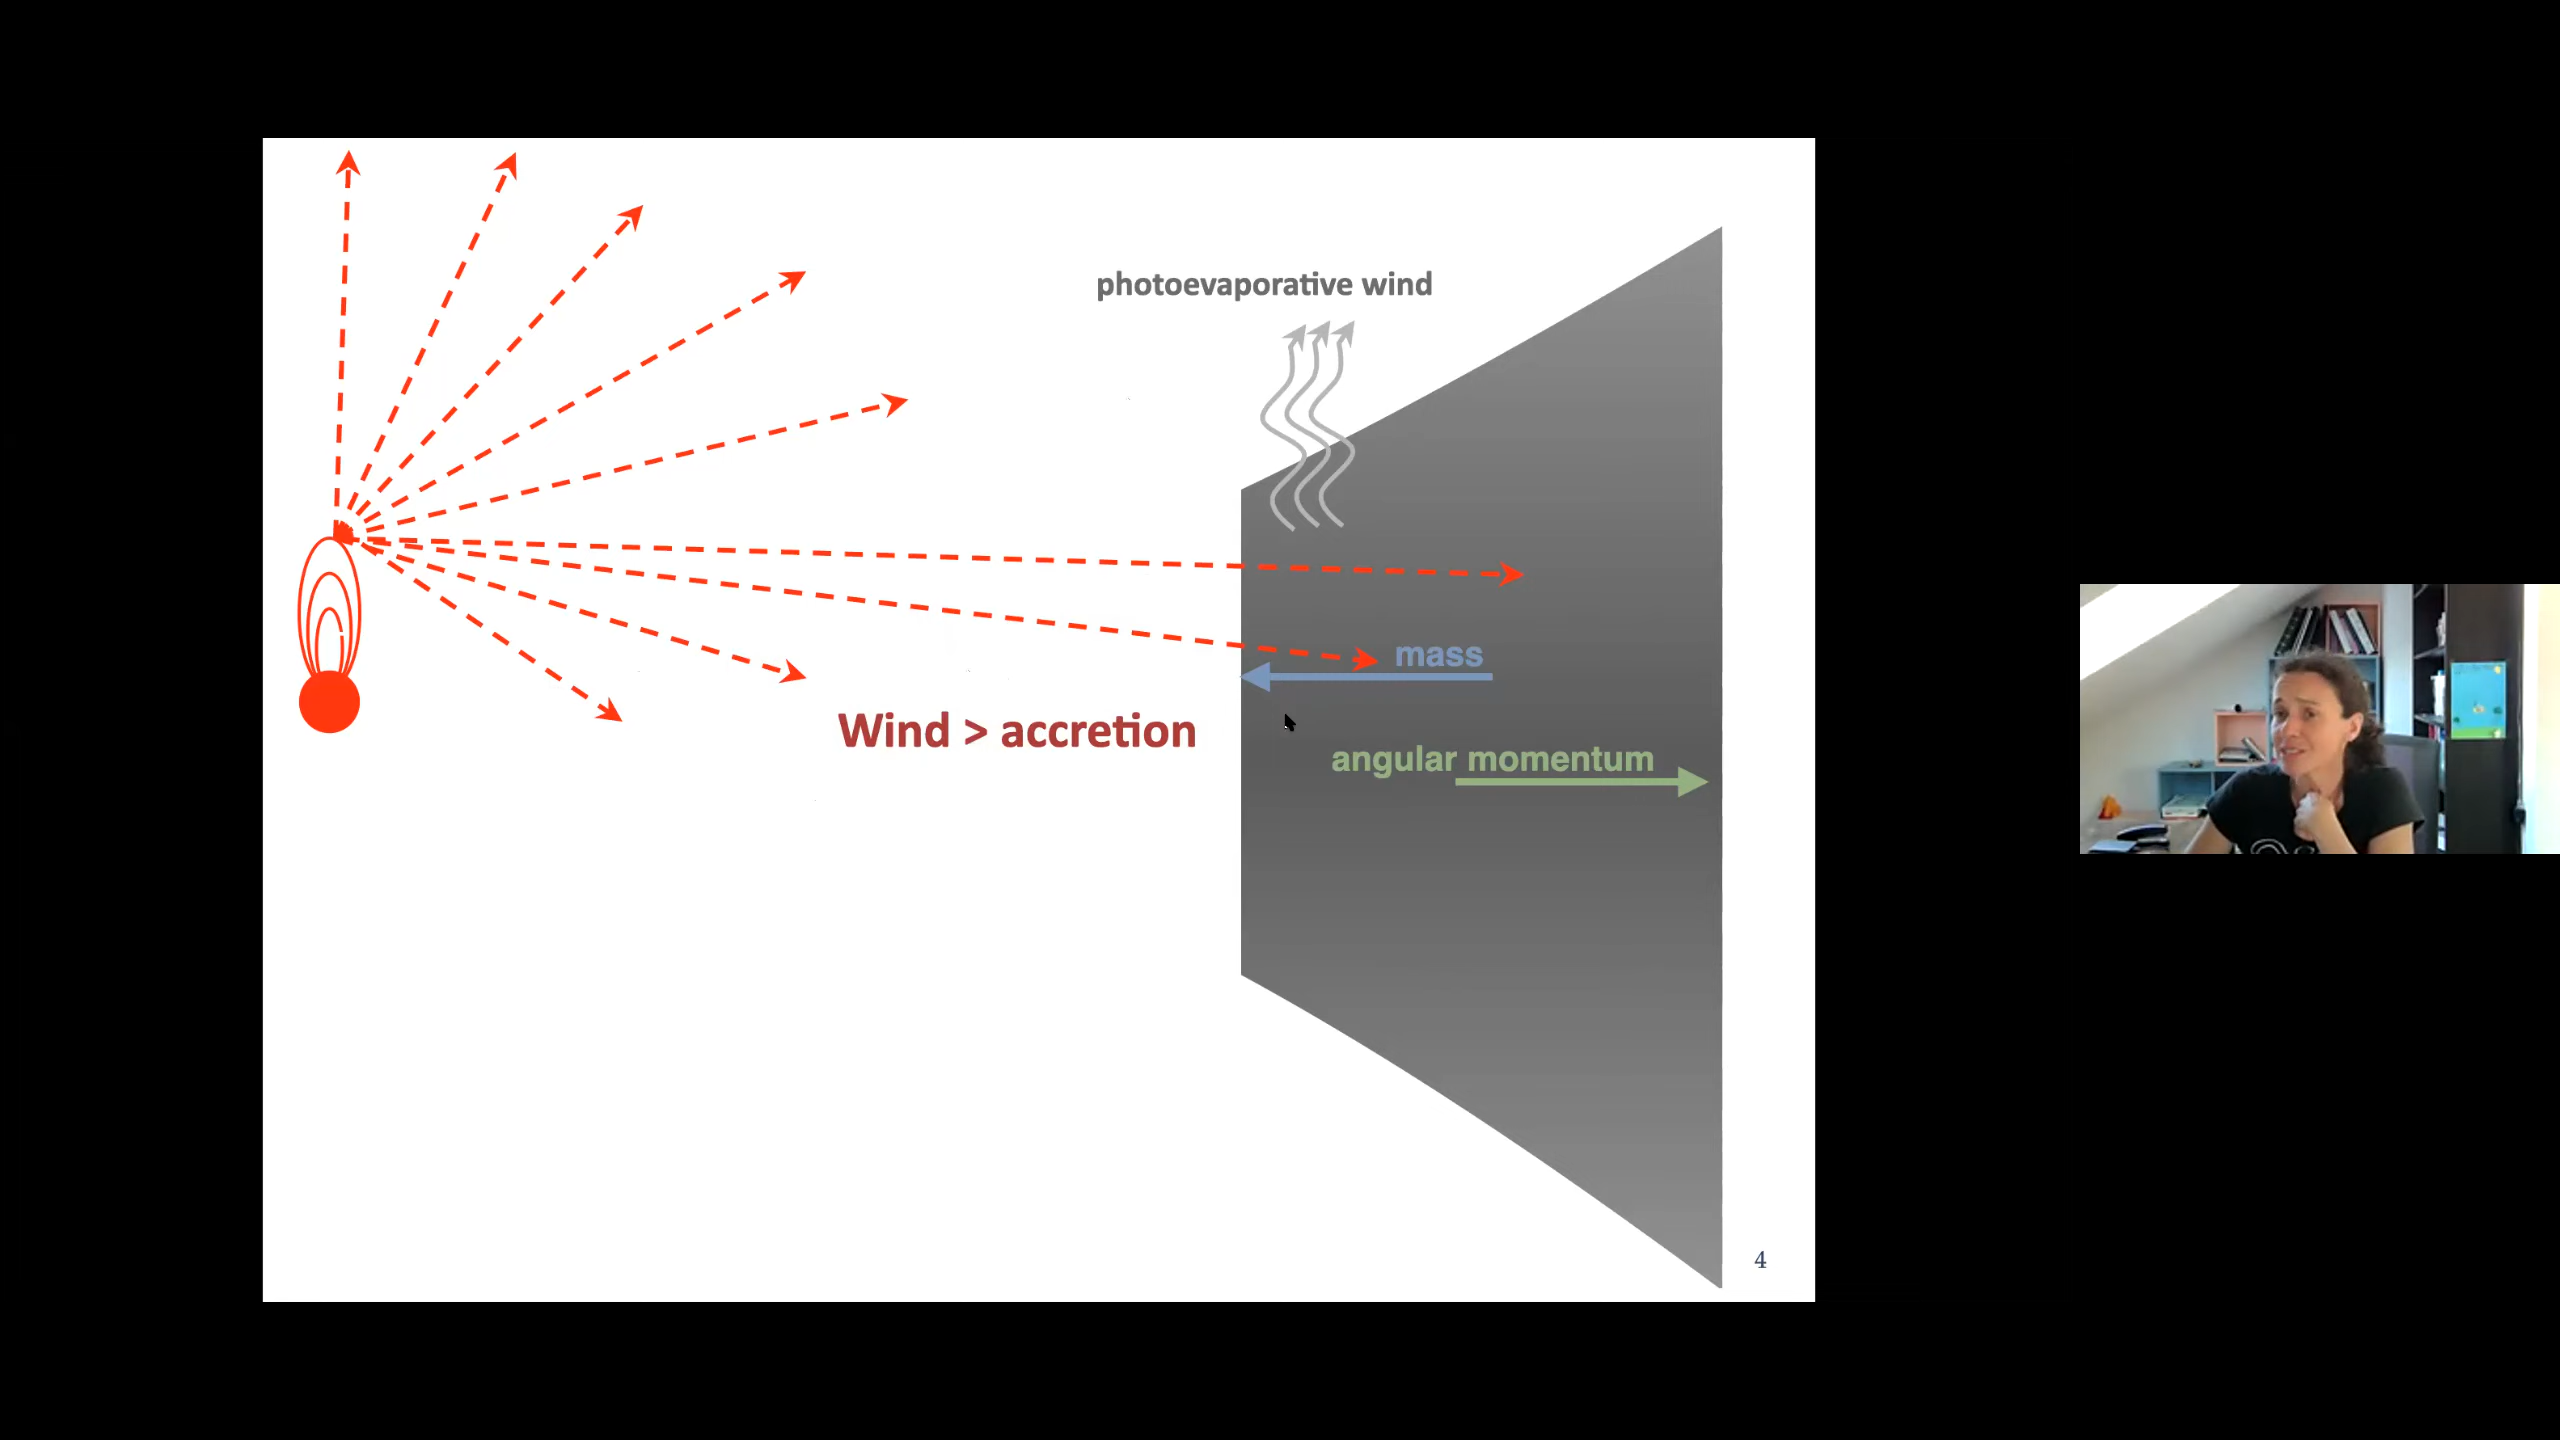 photoevaporative wind
mass
Wind > accretion
angular momentum
4